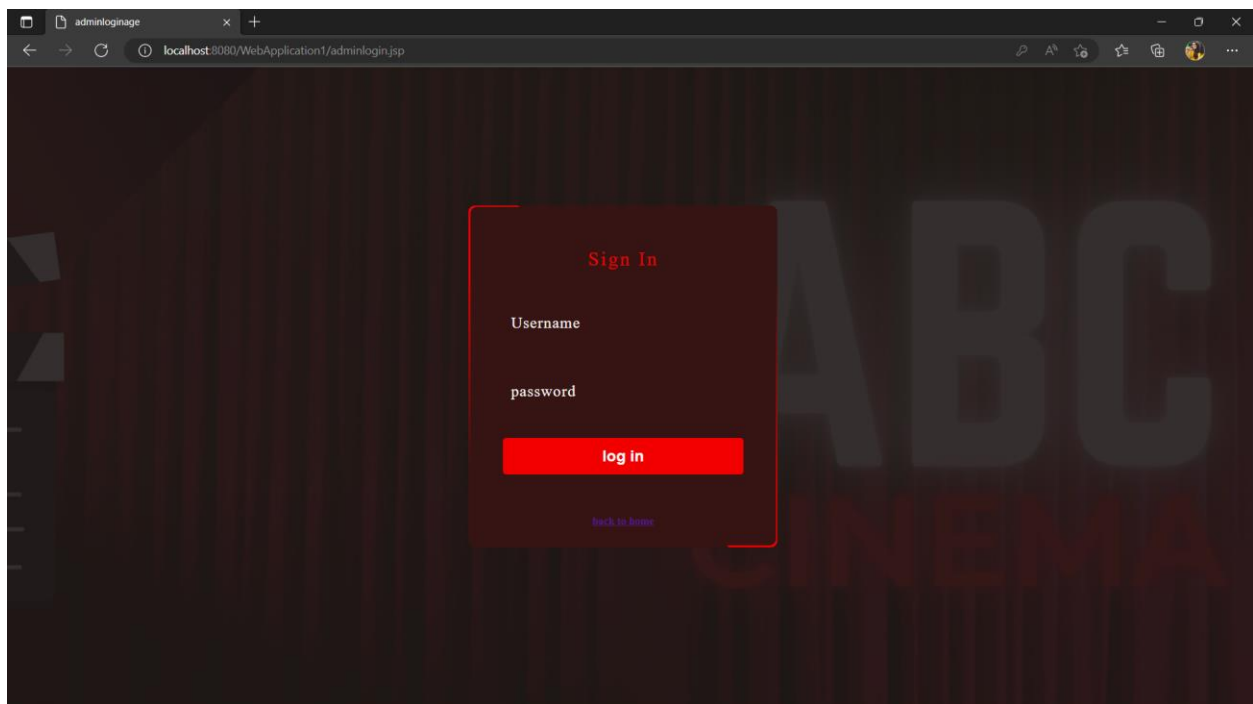 adminloginage
localhost:8080/WebApplication1/adminlogin.jsp
ABC
CINEMA
Sign In
Username
password
log in
back to home